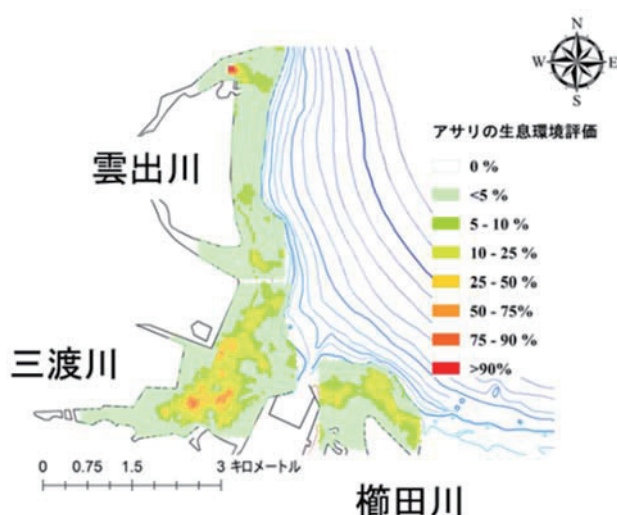 N
W E
S
アサリの生息環境評価
0 %
<5 %
5 - 10 %
10 - 25 %
25 - 50 %
50 - 75%
75 - 90 %
>90%
雲出川
三渡川
0 0.75 1.5 3 キロメートル
櫛田川